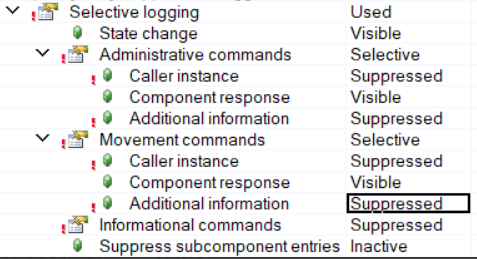 Selective logging Used
State change Visible
Administrative commands Selective
Caller instance Suppressed
Component response Visible
Additional information Suppressed
Movement commands Selective
Caller instance Suppressed
Component response Visible
Additional information Suppressed
Informational commands Suppressed
Suppress subcomponent entries Inactive